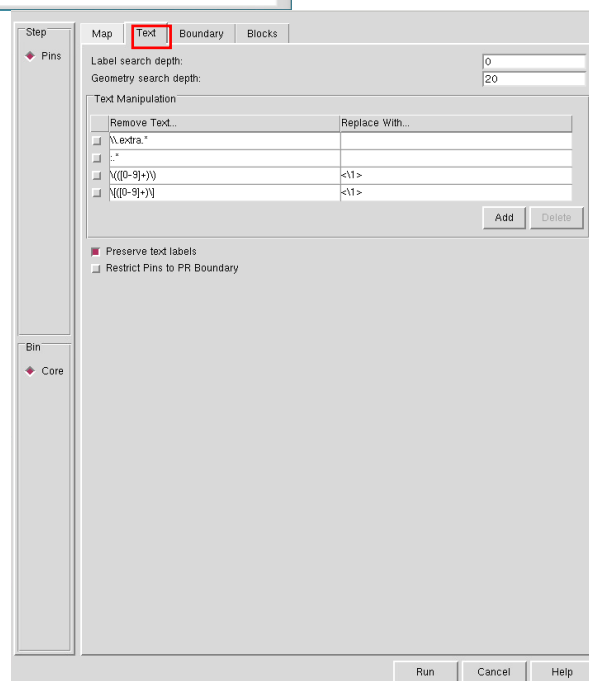 Step
Pins
Map Text Boundary Blocks
Label search depth: 0
Geometry search depth: 20
Text Manipulation
Remove Text... Replace With...
\\.extra.*
:.*
\(([0-9]+)\) <\1>
\[([0-9]+)\] <\1>
Add Delete
Preserve text labels
Restrict Pins to PR Boundary
Bin
Core
Run Cancel Help